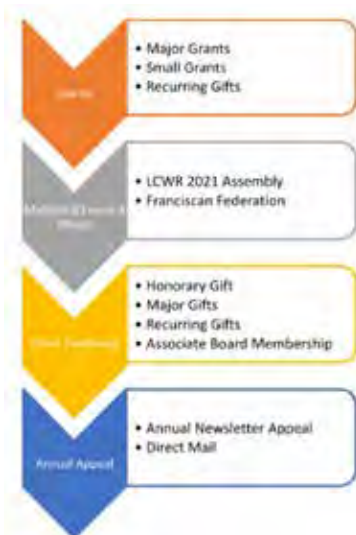 • Major Grants
• Small Grants
• Recurring Gifts
• LCWR 2021 Assembly
• Franciscan Federation
• Honorary Gift
• Major Gifts
• Recurring Gifts
• Associate Board Membership
Annual Appeal
• Annual Newsletter Appeal
• Direct Mail